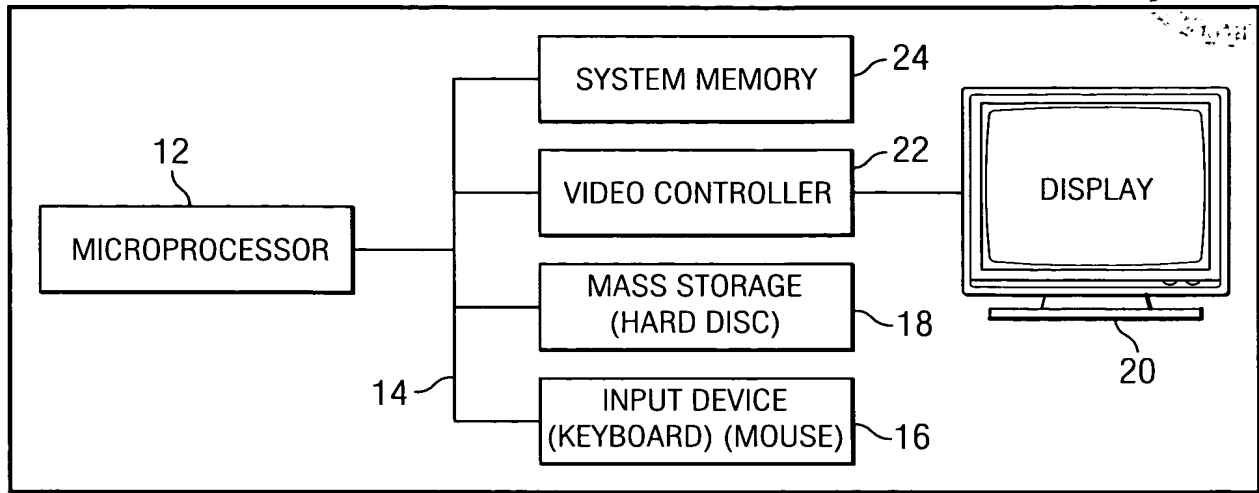 SYSTEM MEMORY
24
12
22
MICROPROCESSOR
VIDEO CONTROLLER
DISPLAY
MASS STORAGE
(HARD DISC)
18
20
14
INPUT DEVICE
(KEYBOARD) (MOUSE)
16